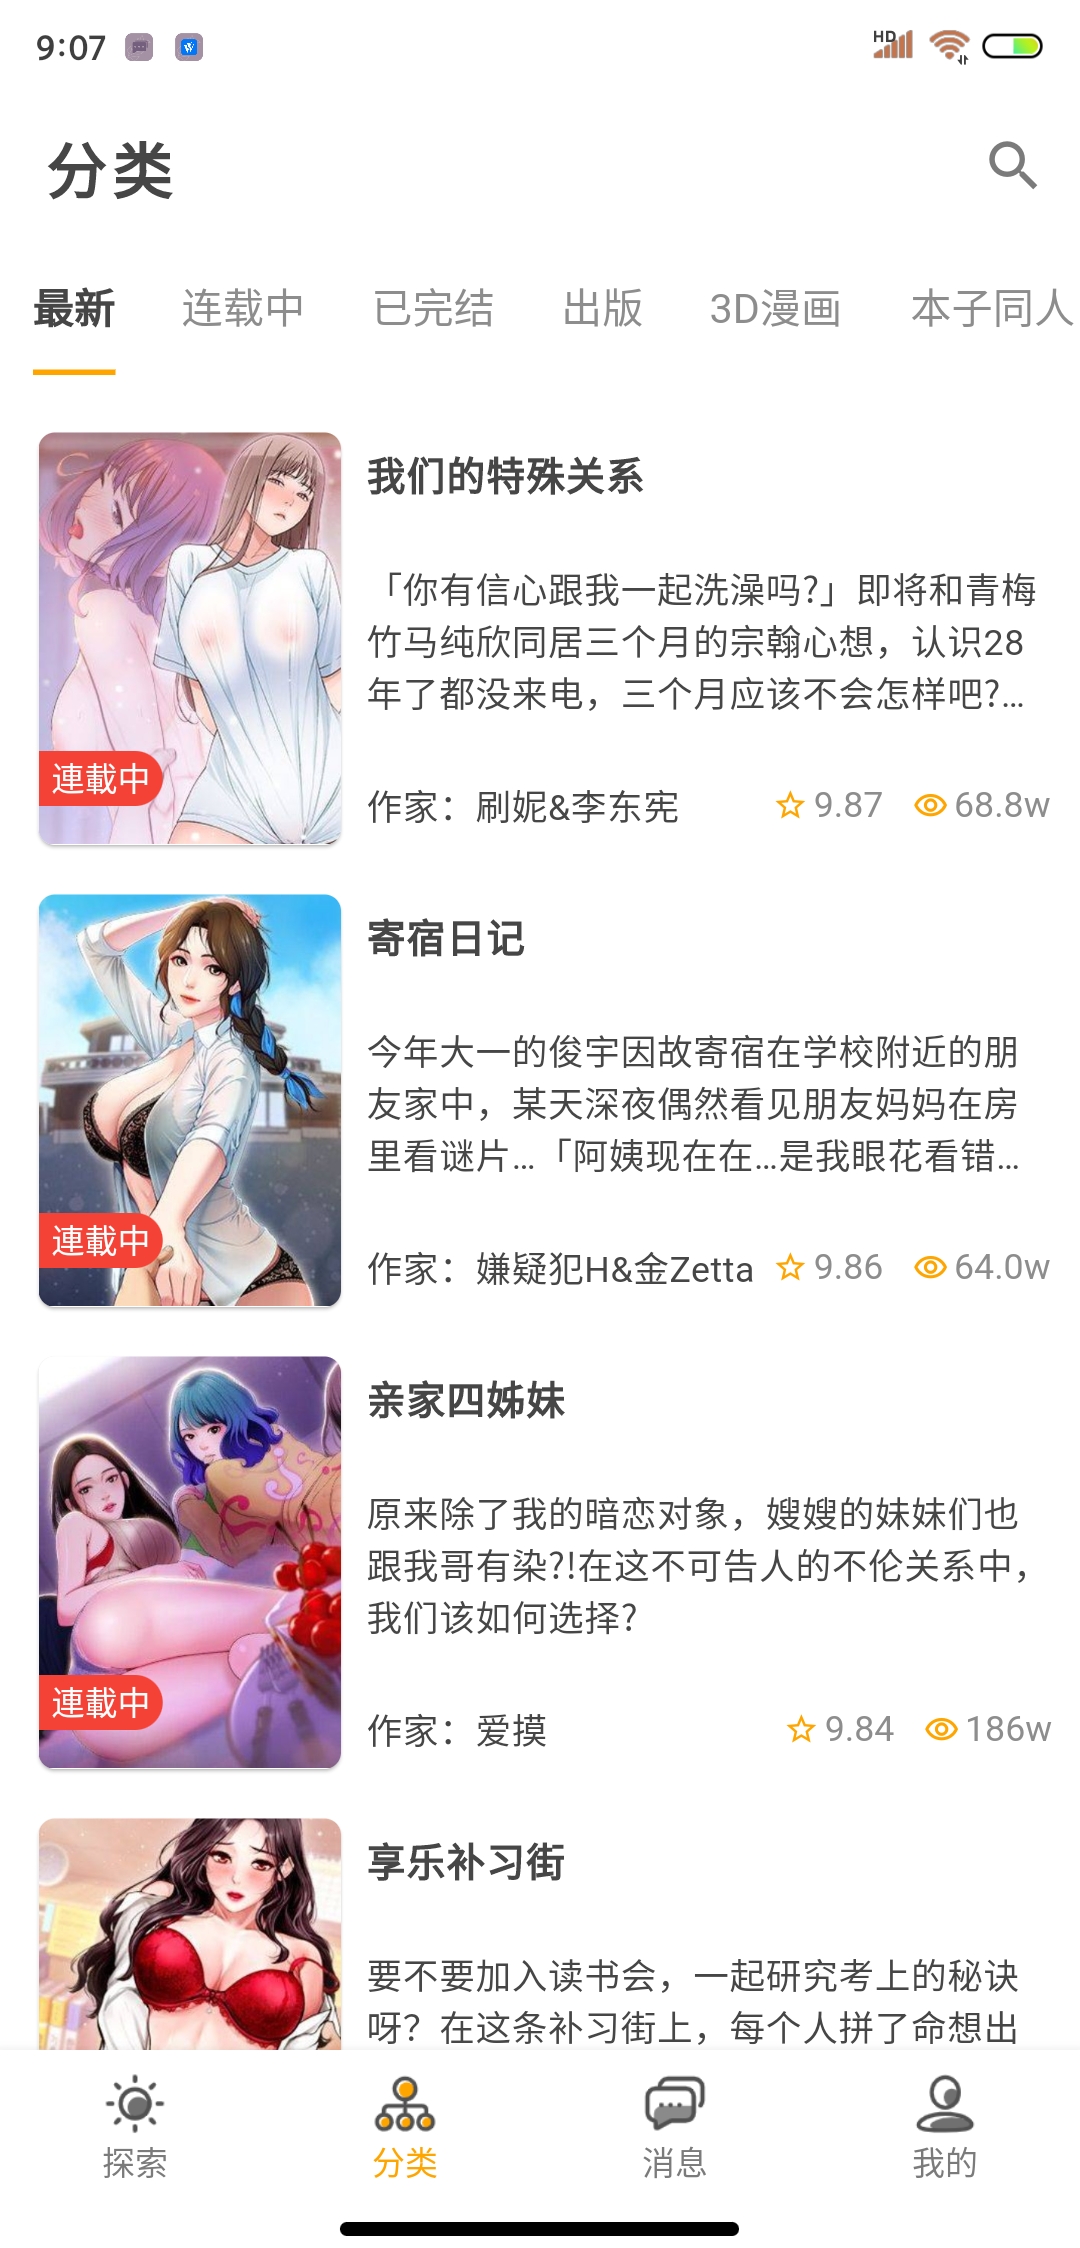 9:07
HD
分类
最新 连载中 已完结 出版 3D漫画 本子同人
我们的特殊关系
「你有信心跟我一起洗澡吗?」即将和青梅
竹马纯欣同居三个月的宗翰心想，认识28
年了都没来电，三个月应该不会怎样吧?...
連載中
作家：刷妮&李东宪 9.87 68.8w
寄宿日记
今年大一的俊宇因故寄宿在学校附近的朋
友家中，某天深夜偶然看见朋友妈妈在房
里看谜片...「阿姨现在在...是我眼花看错...
連載中
作家：嫌疑犯H&金Zetta 9.86 64.0w
亲家四姊妹
原来除了我的暗恋对象，嫂嫂的妹妹们也
跟我哥有染?!在这不可告人的不伦关系中，
我们该如何选择?
連載中
作家：爱摸 9.84 186w
享乐补习街
要不要加入读书会，一起研究考上的秘诀
呀？在这条补习街上，每个人拼了命想出
探索 分类 消息 我的